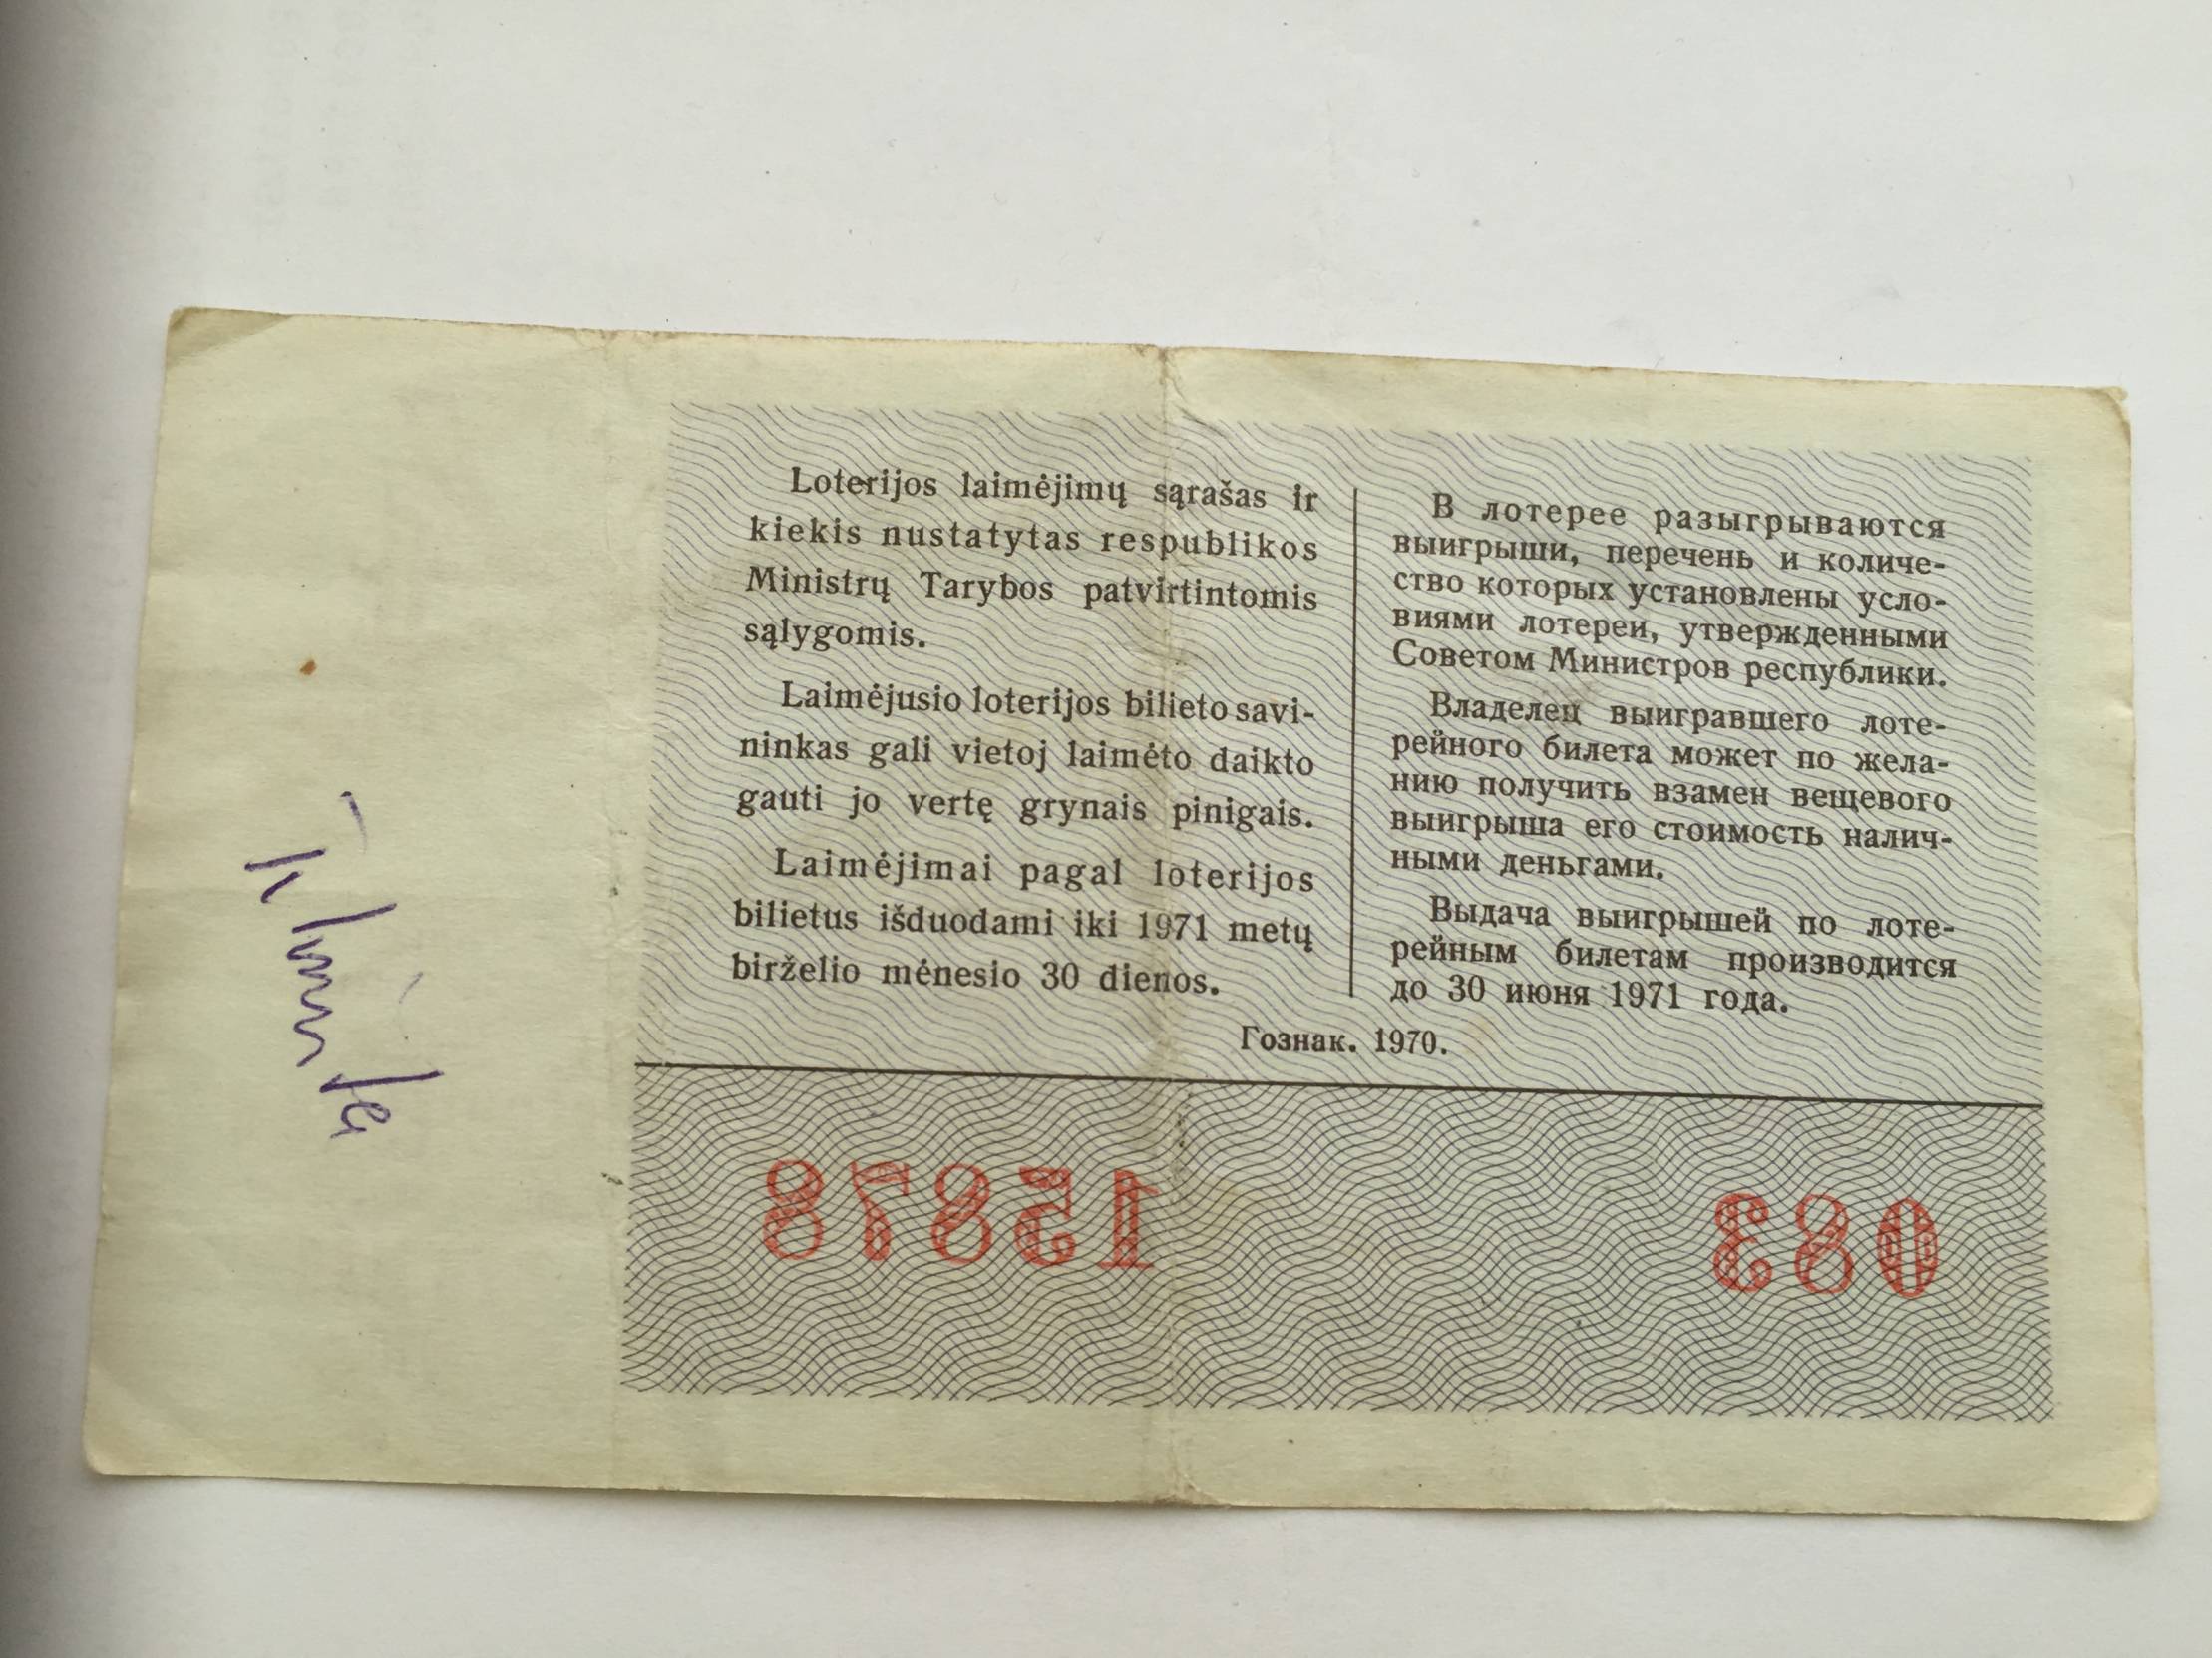 Loterijos laimėjimų sąrašas ir
kiekis nustatytas respublikos
Ministrų Tarybos patvirtintomis
sąlygomis.
Laimėjusio loterijos bilieto savi-
ninkas gali vietoj laimėto daikto
gauti jo vertę grynais pinigais.
Laimėjimai pagal loterijos
bilietus išduodami iki 1971 metų
birželio mėnesio 30 dienos.
В лотерее разыгрываются
выигрыши, перечень и количе-
ство которых установлены усло-
виями лотереи, утвержденными
Советом Министров республики.
Владелец выигравшего лоте-
рейного билета может по жела-
нию получить взамен вещевого
выигрыша его стоимость налич-
ными деньгами.
Выдача выигрышей по лоте-
рейным билетам производится
до 30 июня 1971 года.
Гознак. 1970.
15878
083